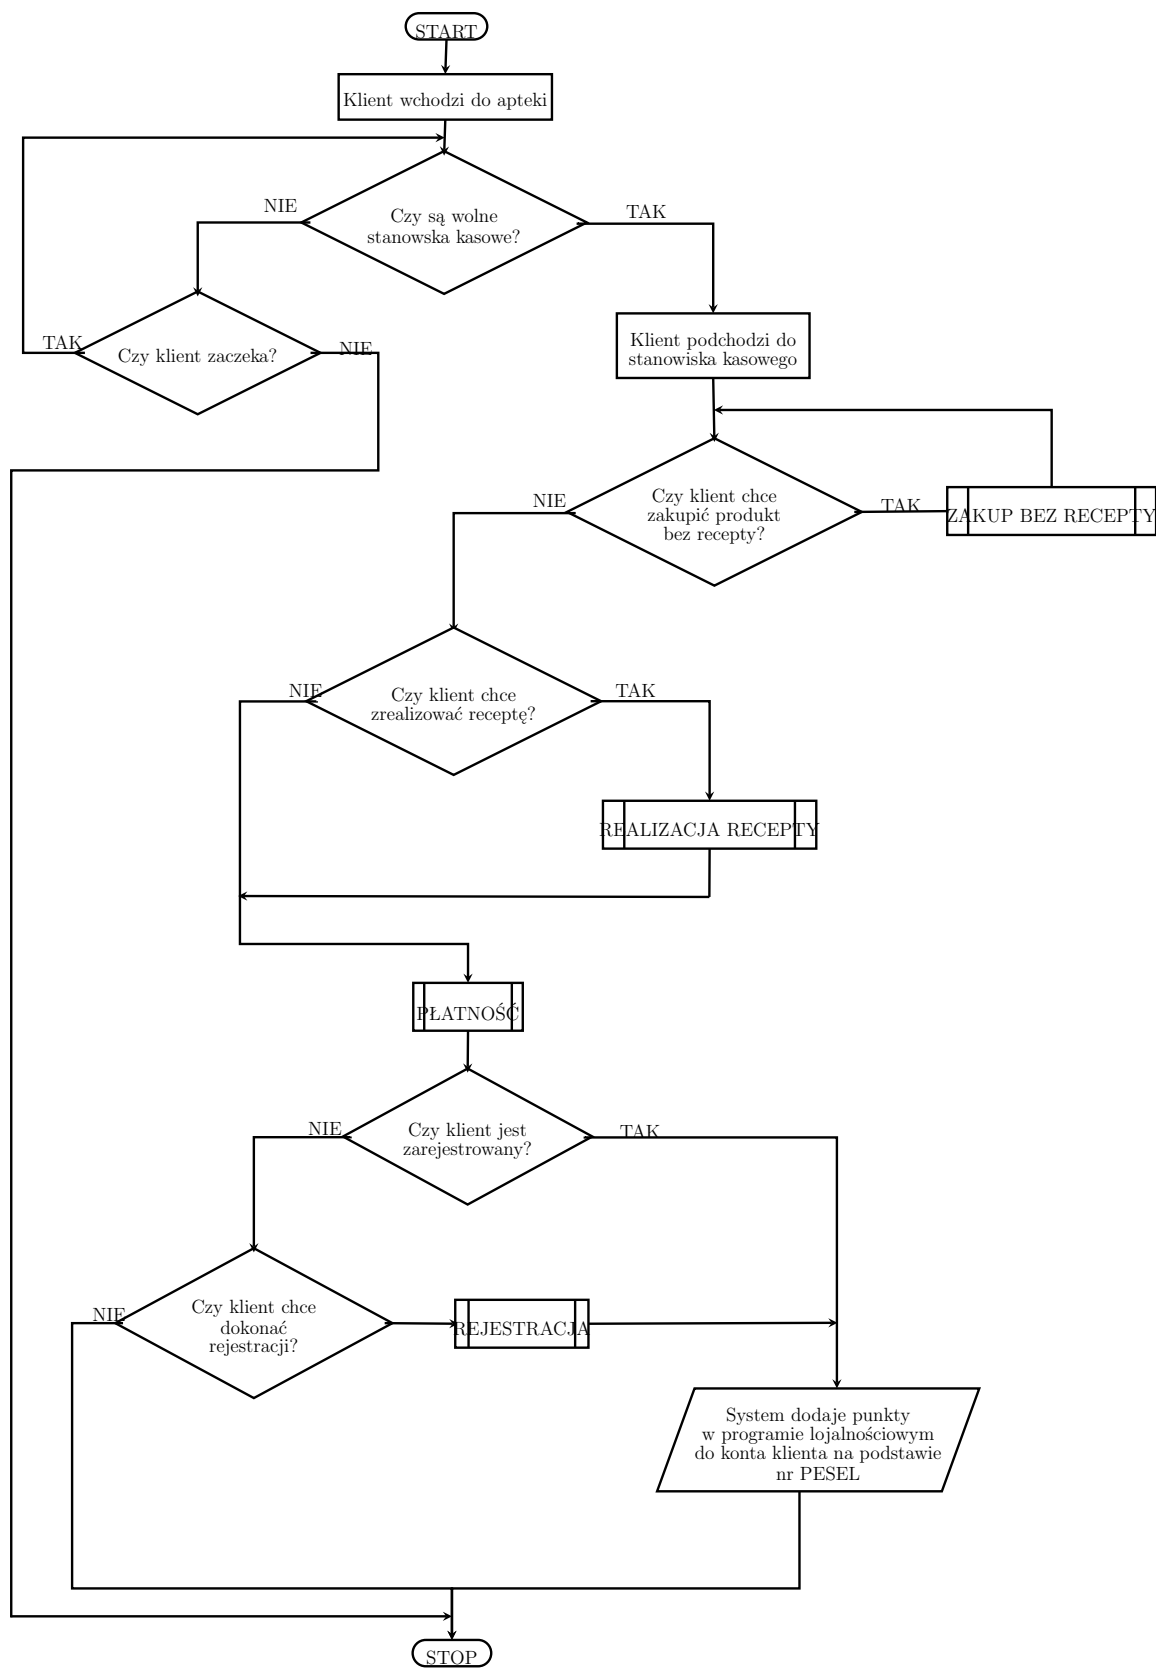 START
Klient wchodzi do apteki
NIE
TAK
Czy są wolne
stanowska kasowe?
TAK
Czy klient zaczeka?
NIE
Klient podchodzi do
stanowiska kasowego
NIE
Czy klient chce
zakupić produkt
bez recepty?
TAK
ZAKUP BEZ RECEPTY
NIE
Czy klient chce
zrealizować receptę?
TAK
REALIZACJA RECEPTY
PŁATNOŚĆ
NIE
Czy klient jest
zarejestrowany?
TAK
NIE
Czy klient chce
dokonać
rejestracji?
REJESTRACJA
System dodaje punkty
w programie lojalnościowym
do konta klienta na podstawie
nr PESEL
STOP